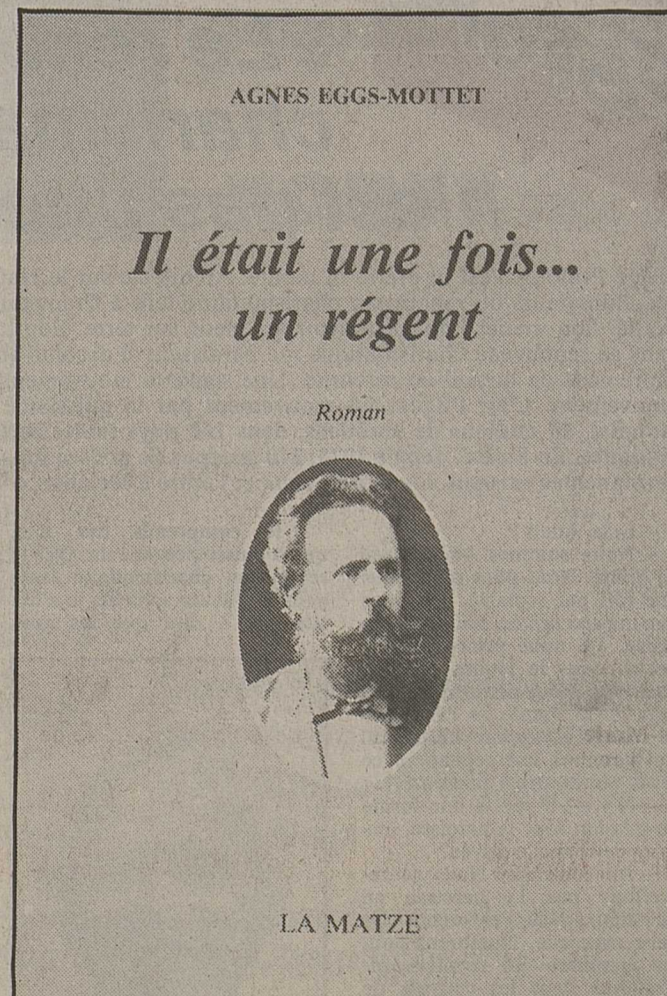 AGNES EGGS-MOTTET
Il était une fois...
un régent
Roman
LA MATZE